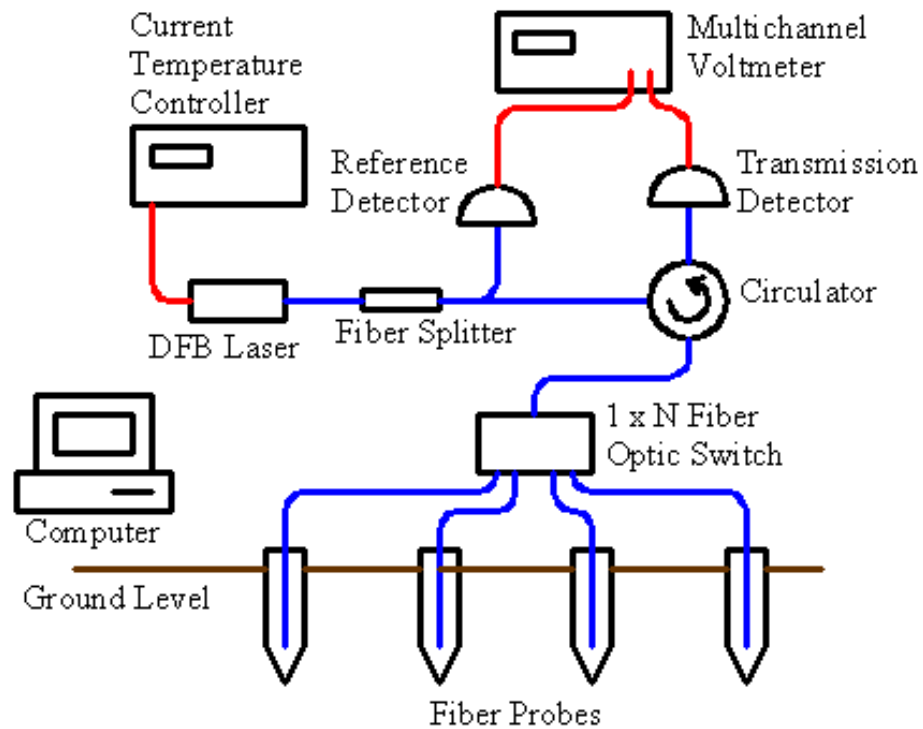 Current
Temperature
Controller
Multichannel
Voltmeter
Reference
Detector
Transmission
Detector
DFB Laser
Fiber Splitter
Circulator
1 x N Fiber
Optic Switch
Computer
Ground Level
Fiber Probes